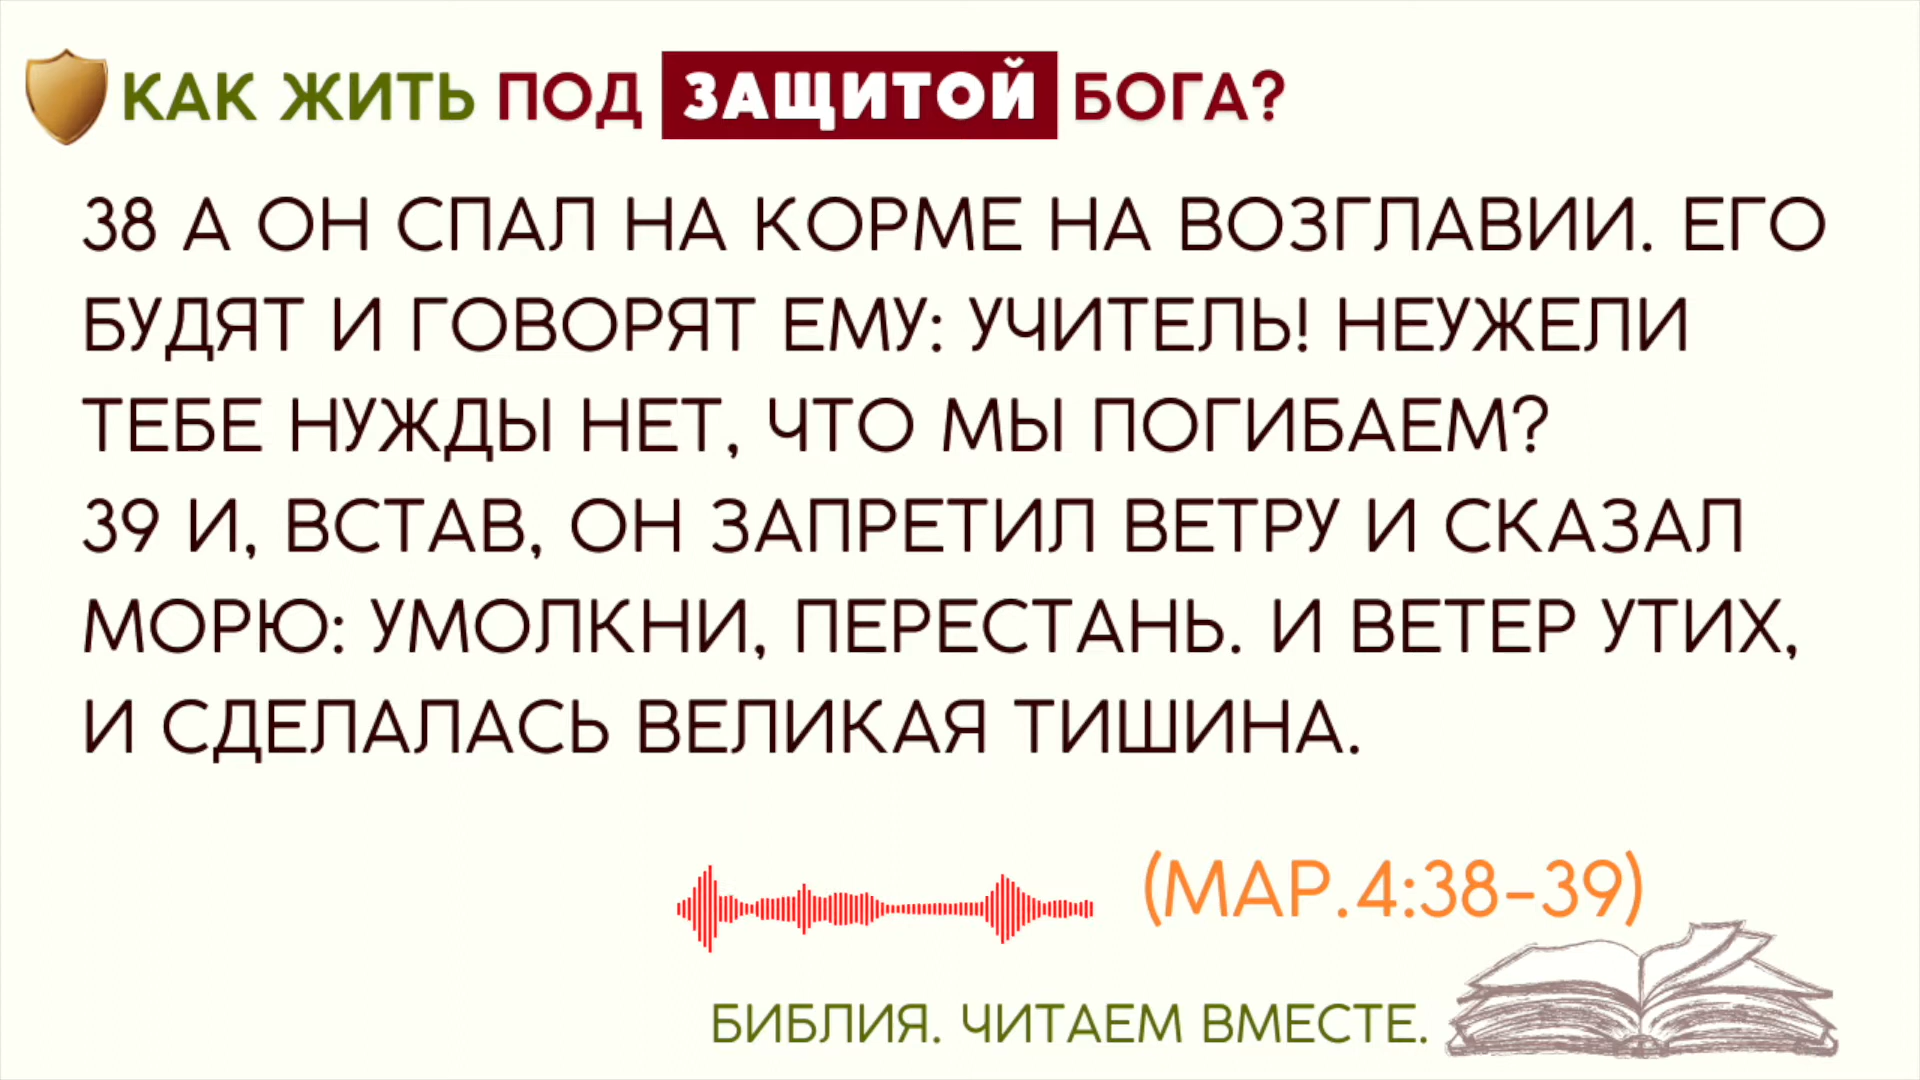 КАК ЖИТЬ ПОД ЗАЩИТОЙ БОГА?
38 А ОН СПАЛ НА КОРМЕ НА ВОЗГЛАВИИ. ЕГО
БУДЯТ И ГОВОРЯТ ЕМУ: УЧИТЕЛЬ! НЕУЖЕЛИ
ТЕБЕ НУЖДЫ НЕТ, ЧТО МЫ ПОГИБАЕМ?
39 И, ВСТАВ, ОН ЗАПРЕТИЛ ВЕТРУ И СКАЗАЛ
МОРЮ: УМОЛКНИ, ПЕРЕСТАНЬ. И ВЕТЕР УТИХ,
И СДЕЛАЛАСЬ ВЕЛИКАЯ ТИШИНА.
(МАР.4:38-39)
БИБЛИЯ. ЧИТАЕМ ВМЕСТЕ.